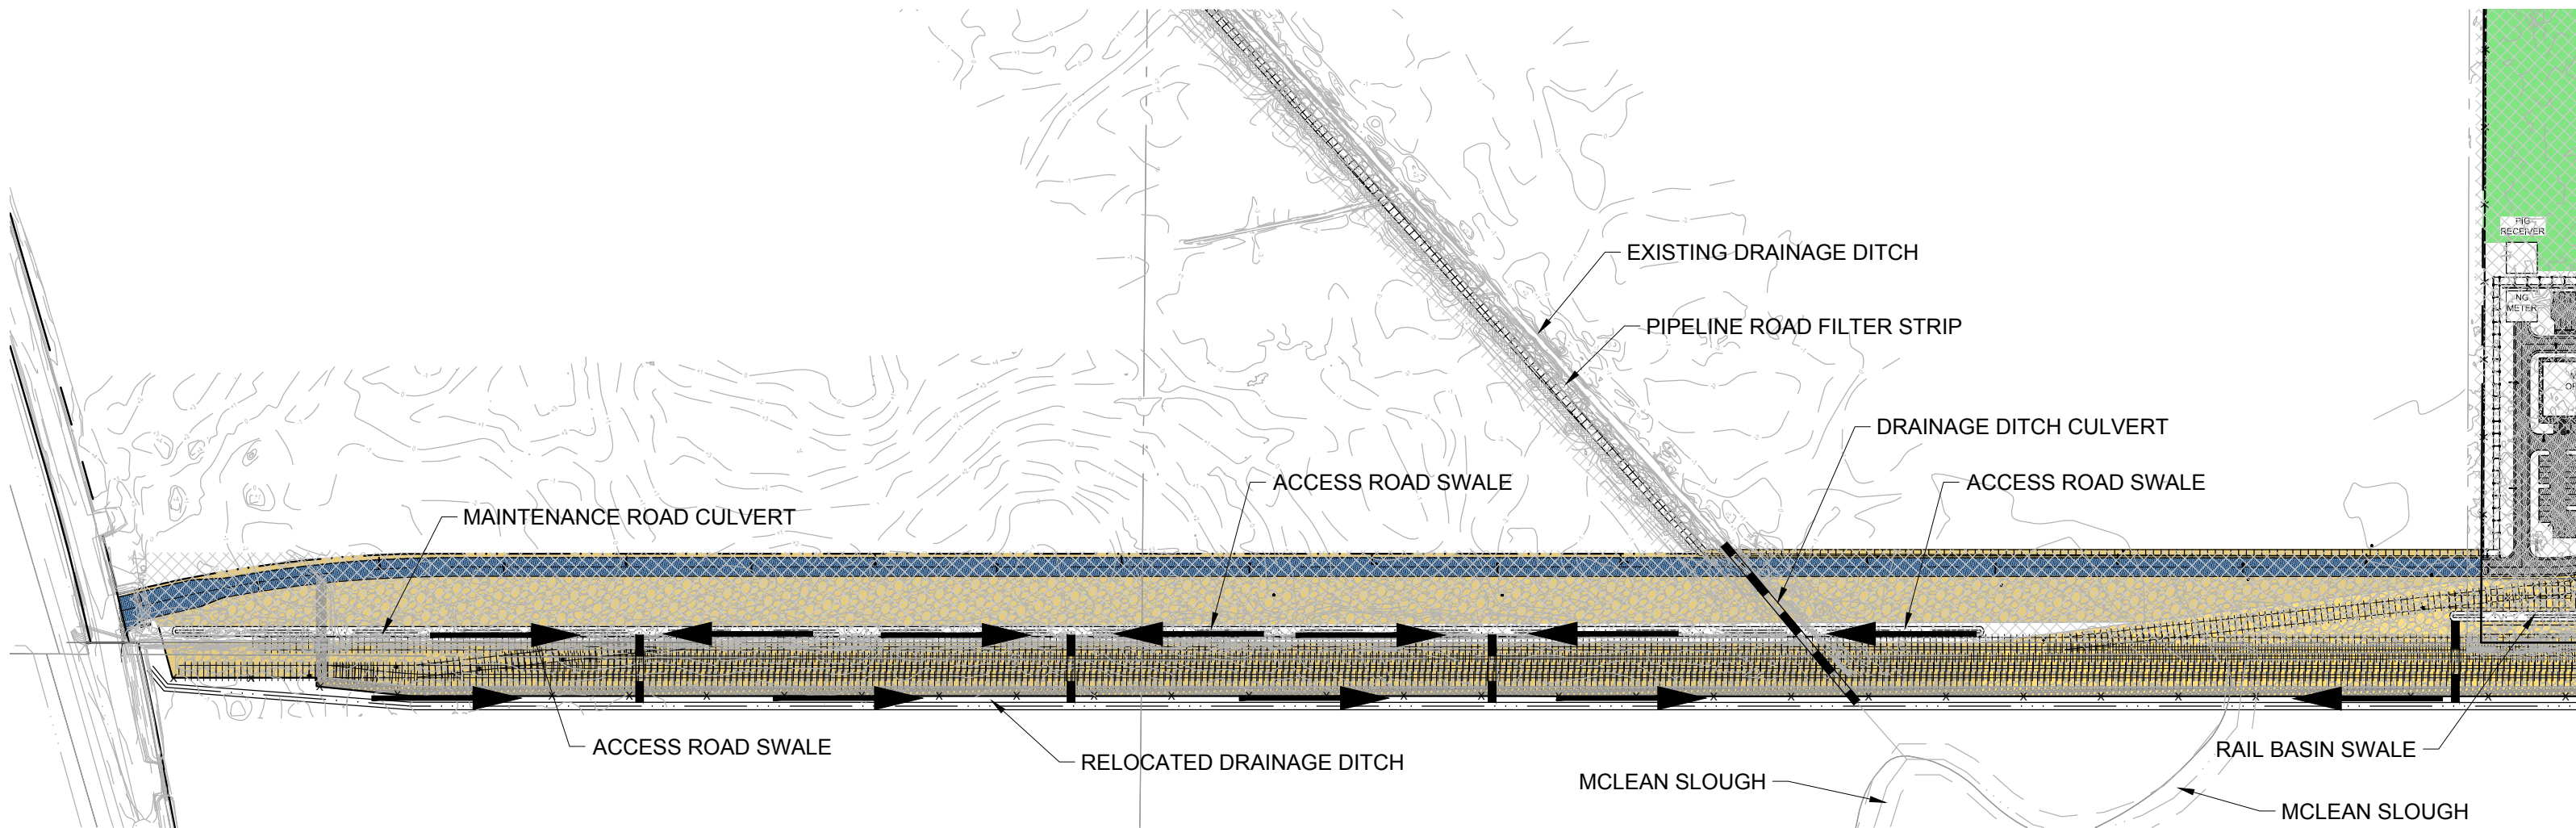 PIG
RECEIVER
EXISTING DRAINAGE DITCH
NG
METER
PIPELINE ROAD FILTER STRIP
DRAINAGE DITCH CULVERT
ACCESS ROAD SWALE
ACCESS ROAD SWALE
MAINTENANCE ROAD CULVERT
ACCESS ROAD SWALE
RELOCATED DRAINAGE DITCH
RAIL BASIN SWALE
MCLEAN SLOUGH
MCLEAN SLOUGH